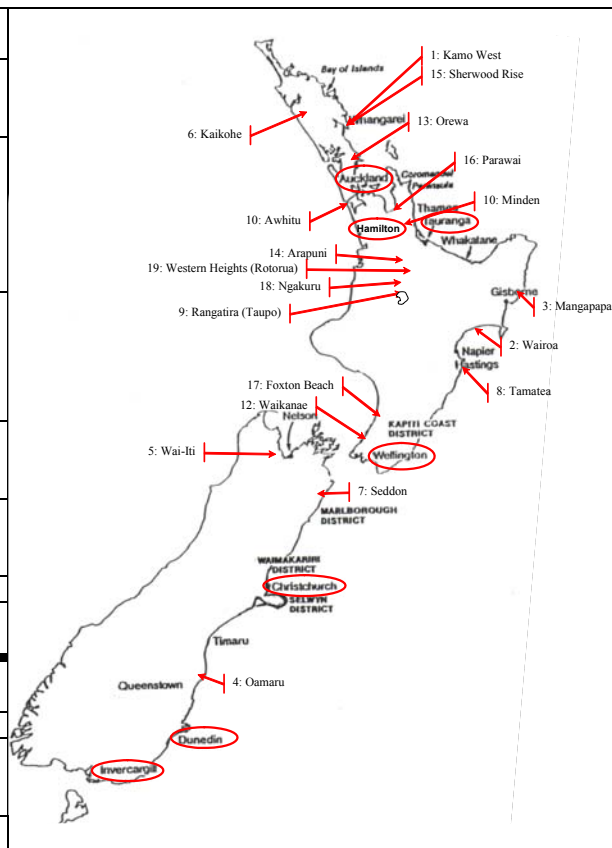 1: Kamo West
15: Sherwood Rise
Bay of Islands
Whangarei
6: Kaikohe
13: Orewa
16: Parawai
Auckland
Coromandel
Peninsula
10: Minden
Thames
10: Awhitu
Hamilton
Tauranga
Whakatane
14: Arapuni
19: Western Heights (Rotorua)
18: Ngakuru
9: Rangatira (Taupo)
Gisborne
3: Mangapapa
2: Wairoa
Napier
Hastings
8: Tamatea
17: Foxton Beach
12: Waikanae
Nelson
KAPITI COAST
DISTRICT
5: Wai-Iti
Wellington
7: Seddon
MARLBOROUGH
DISTRICT
WAIMAKARIRI
DISTRICT
Christchurch
SELWYN
DISTRICT
Timaru
Queenstown
4: Oamaru
Dunedin
Invercargill